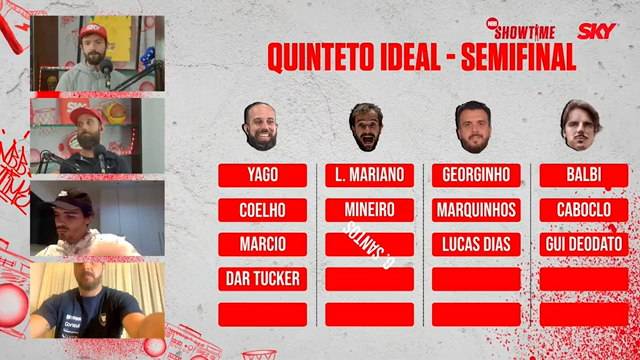 NBB
SHOWTIME
SKY
QUINTETO IDEAL - SEMIFINAL
YAGO
COELHO
MARCIO
DAR TUCKER
L. MARIANO
MINEIRO
G. SANTOS
GEORGINHO
MARQUINHOS
LUCAS DIAS
BALBI
CABOCLO
GUI DEODATO